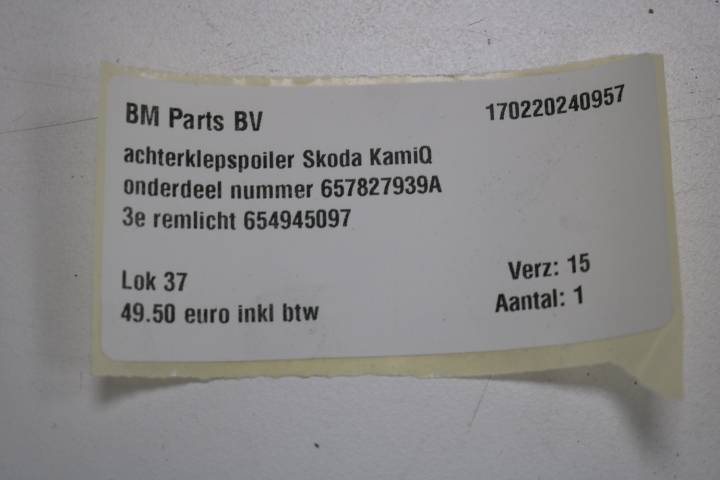 BM Parts BV 170220240957
achterklepspoiler Skoda KamiQ
onderdeel nummer 657827939A
3e remlicht 654945097
Lok 37 Verz: 15
49.50 euro inkl btw Aantal: 1